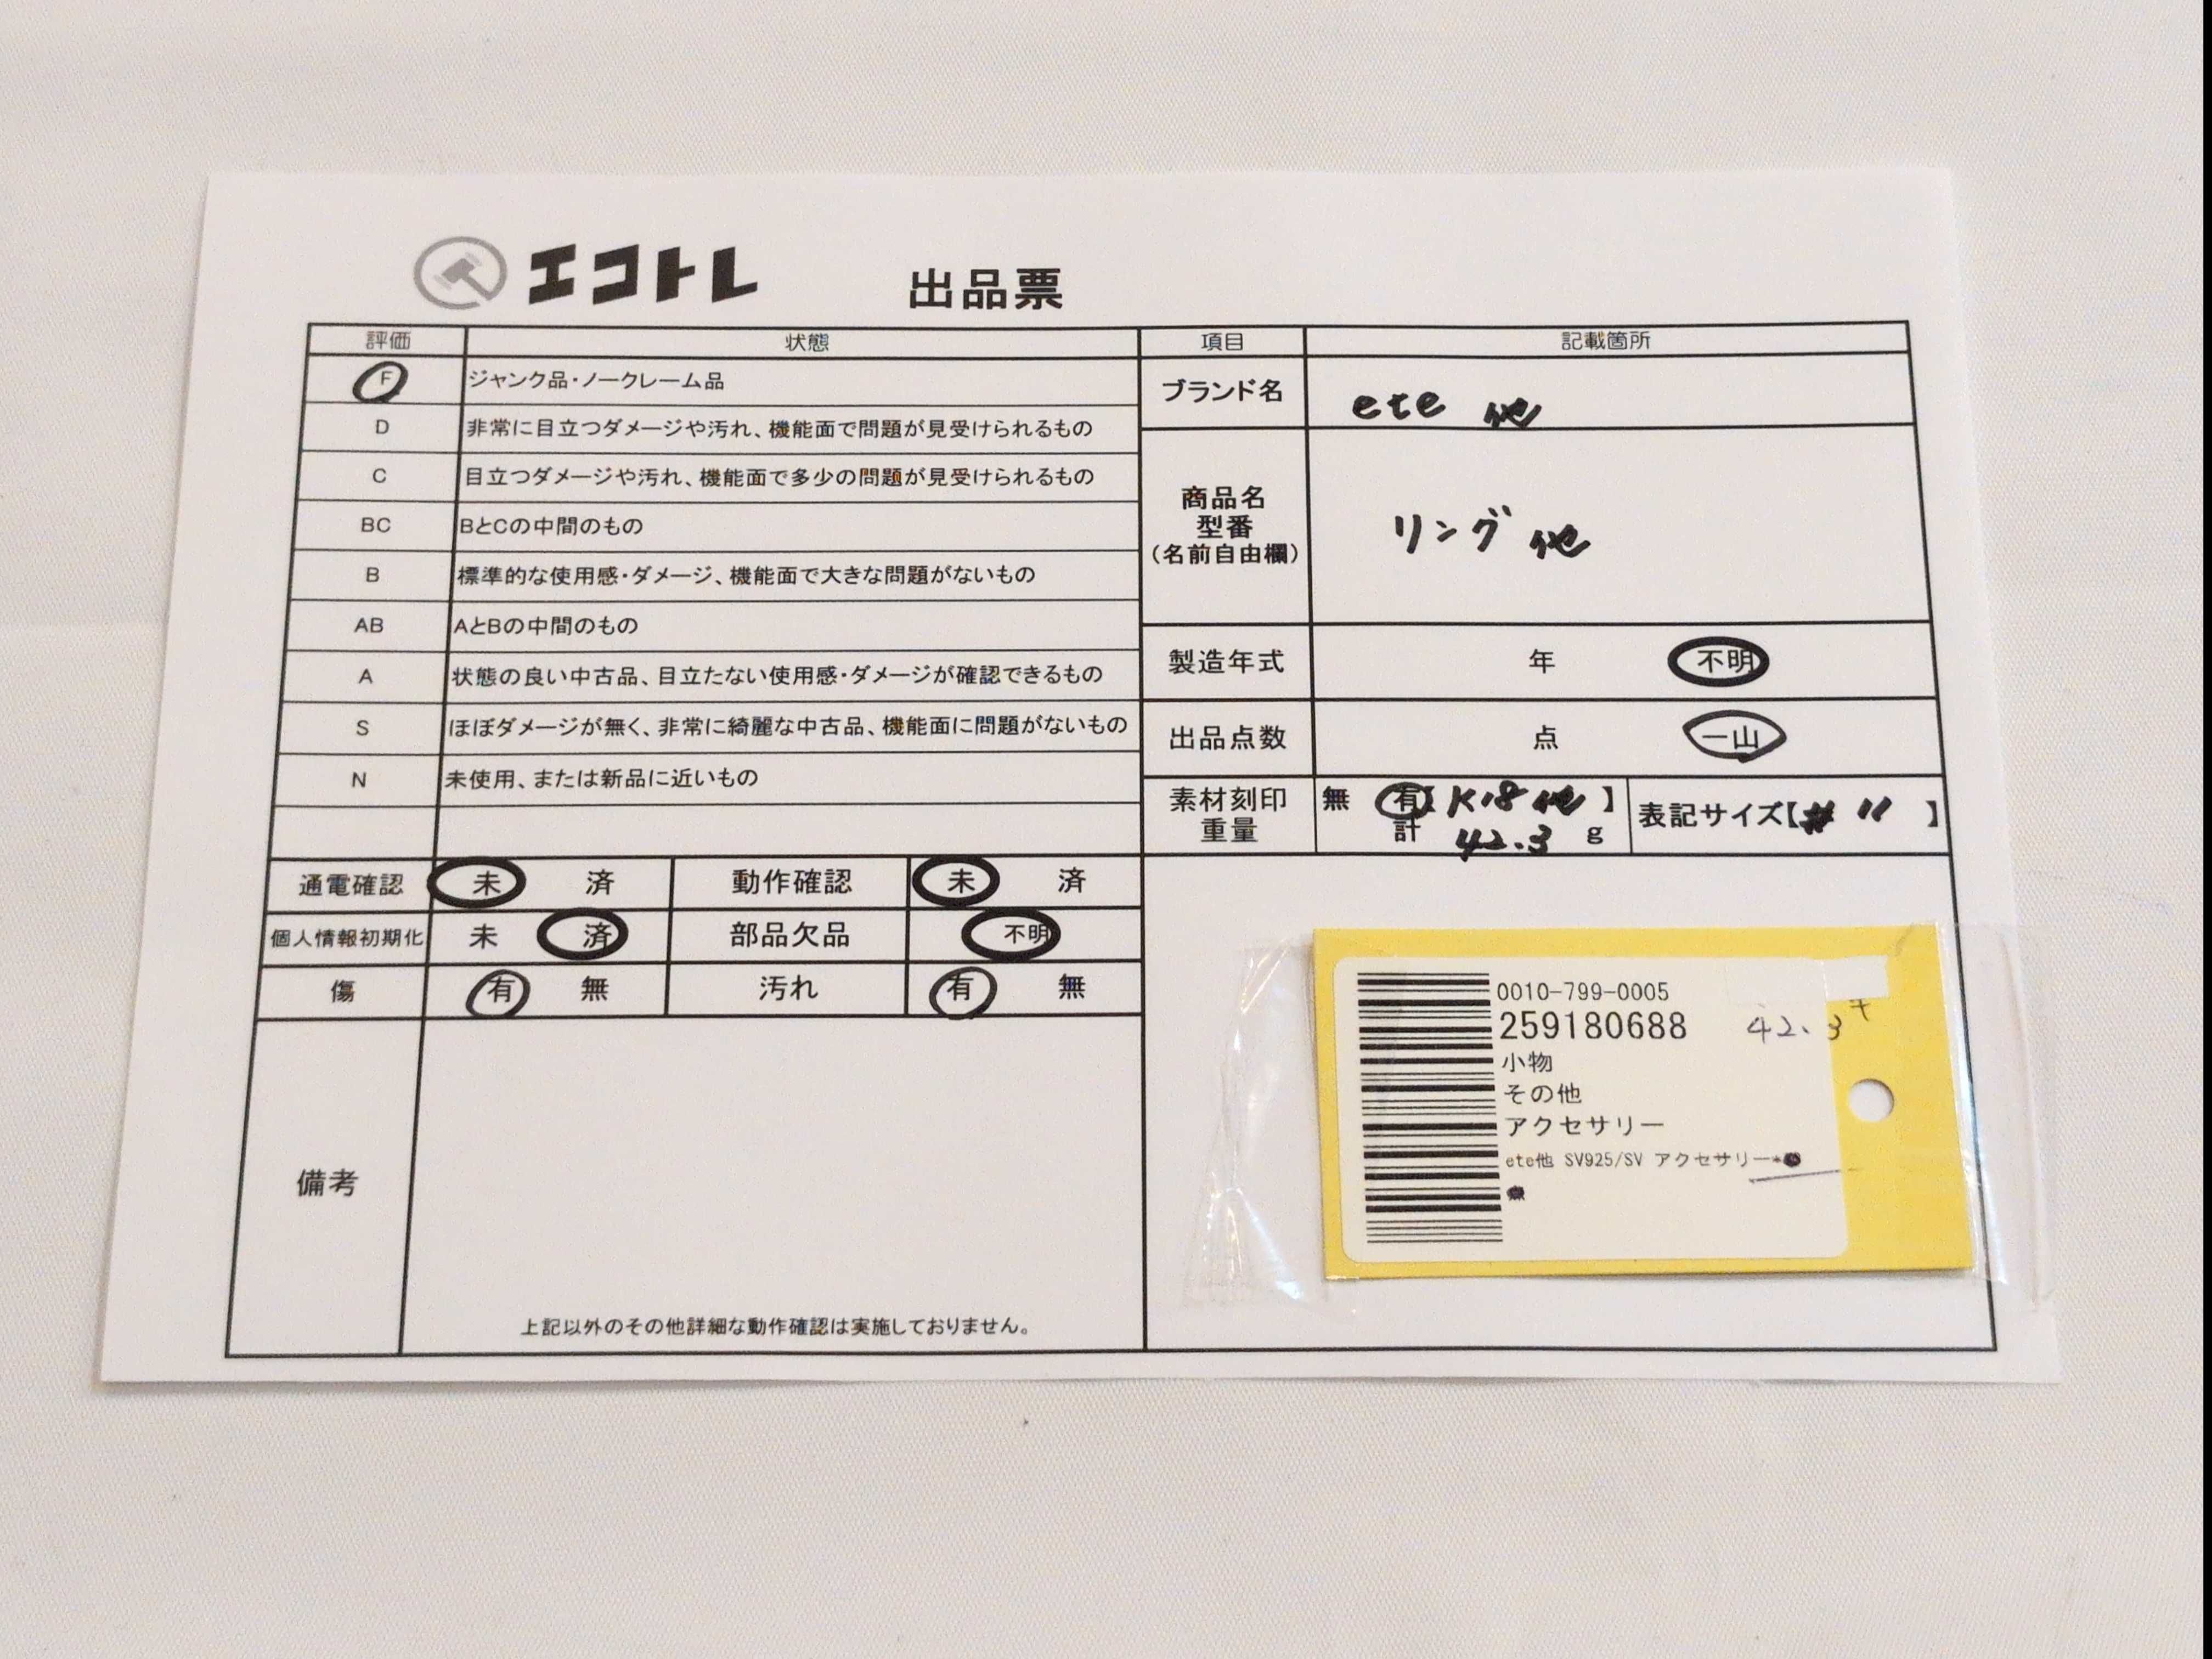 エコトレ 出品票
評価 状態
F ジャンク品・ノークレーム品
D 非常に目立つダメージや汚れ、機能面で問題が見受けられるもの
C 目立つダメージや汚れ、機能面で多少の問題が見受けられるもの
BC BとCの中間のもの
B 標準的な使用感・ダメージ、機能面で大きな問題がないもの
AB AとBの中間のもの
A 状態の良い中古品、目立たない使用感・ダメージが確認できるもの
S ほぼダメージが無く、非常に綺麗な中古品、機能面に問題がないもの
N 未使用、または新品に近いもの
通電確認 未 済 動作確認 未 済
個人情報初期化 未 済 部品欠品 不明
傷 有 無 汚れ 有 無
備考
上記以外のその他詳細な動作確認は実施しておりません。
項目 記載箇所
ブランド名 ete 他
商品名
型番
(名前自由欄)
リング 他
製造年式 年 不明
出品点数 点 一山
素材刻印 無 有【K18他】
重量 計 42.3 g
表記サイズ【# 11 】
0010-799-0005
259180688 42.3
小物
その他
アクセサリー
ete他 SV925/SV アクセサリー